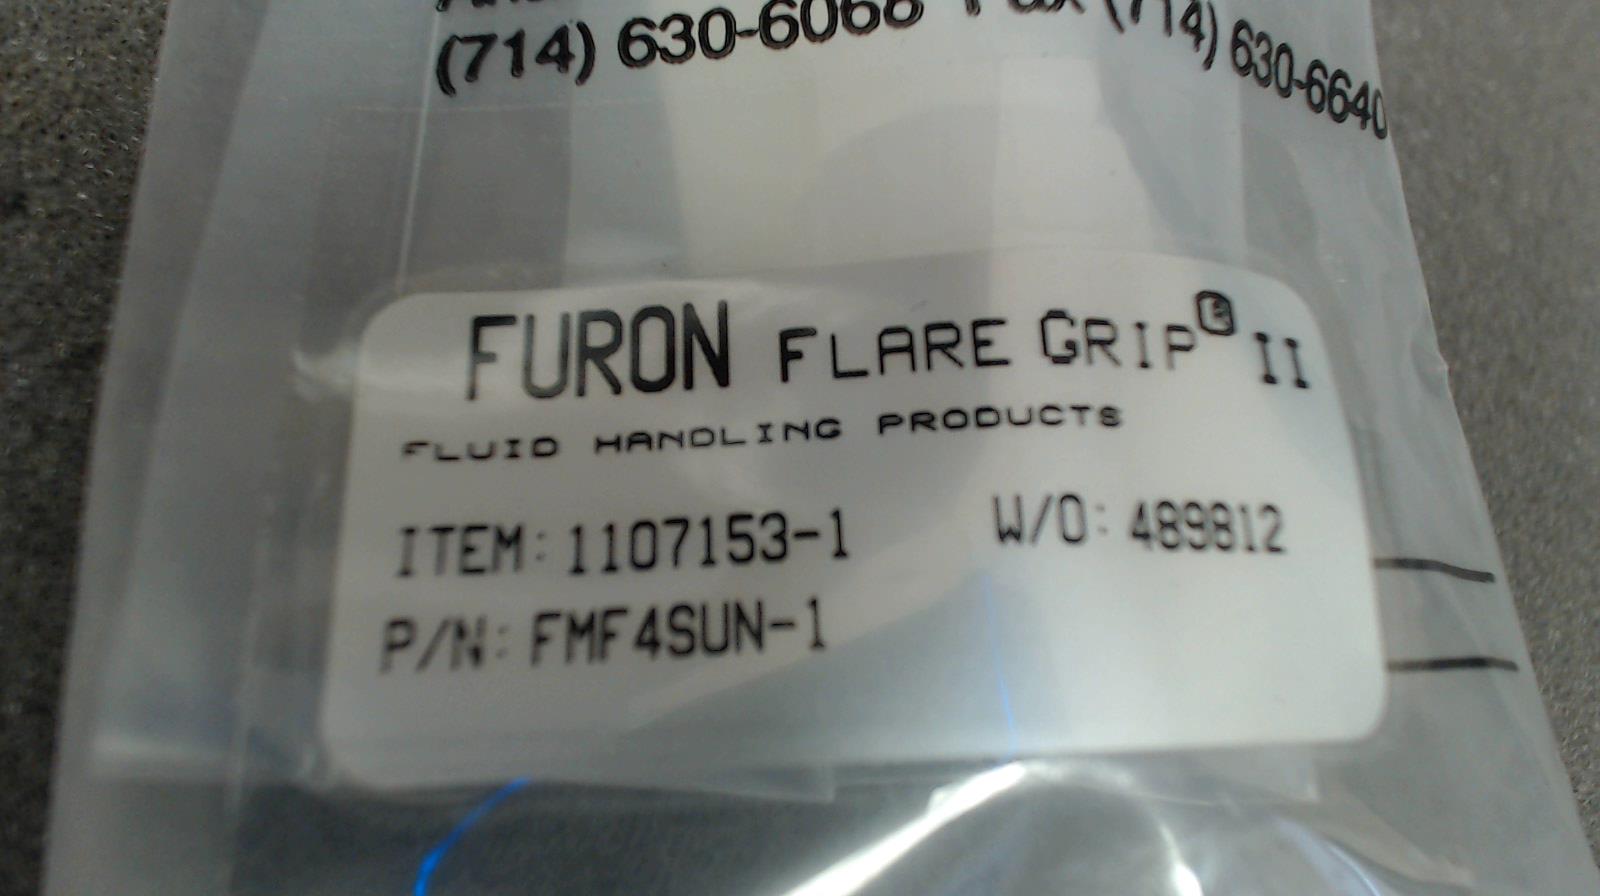 (714) 630-6068 Fax (714) 630-6640
FURON FLARE GRIP® II
FLUID HANDLING PRODUCTS
ITEM: 1107153-1 W/O: 489812
P/N: FMF4SUN-1